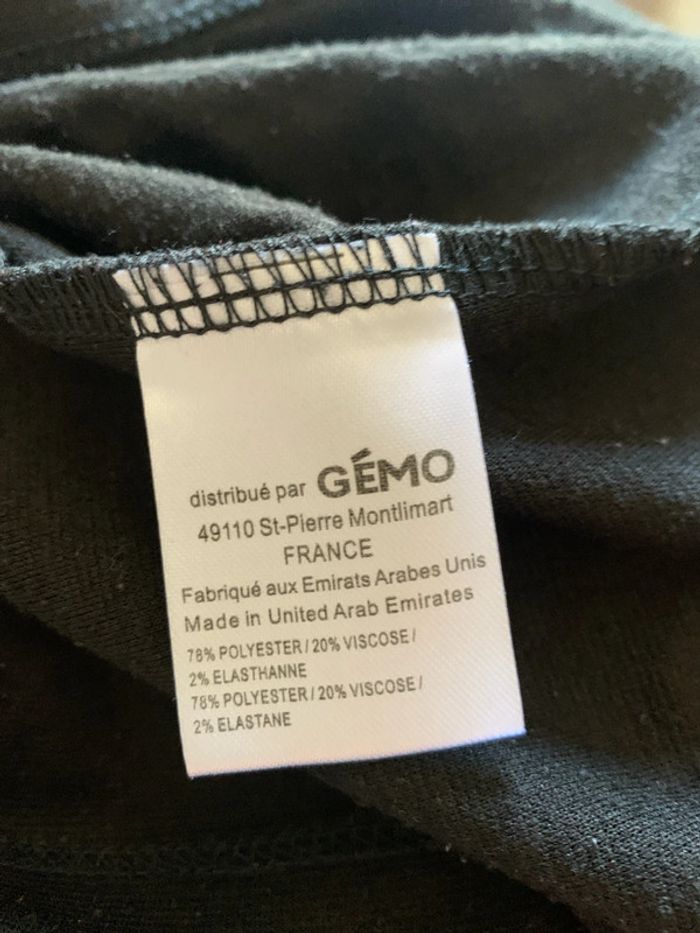 distribué par GÉMO
49110 St-Pierre Montlimart
FRANCE
Fabriqué aux Emirats Arabes Unis
Made in United Arab Emirates
78% POLYESTER / 20% VISCOSE /
2% ELASTHANNE
78% POLYESTER / 20% VISCOSE /
2% ELASTANE